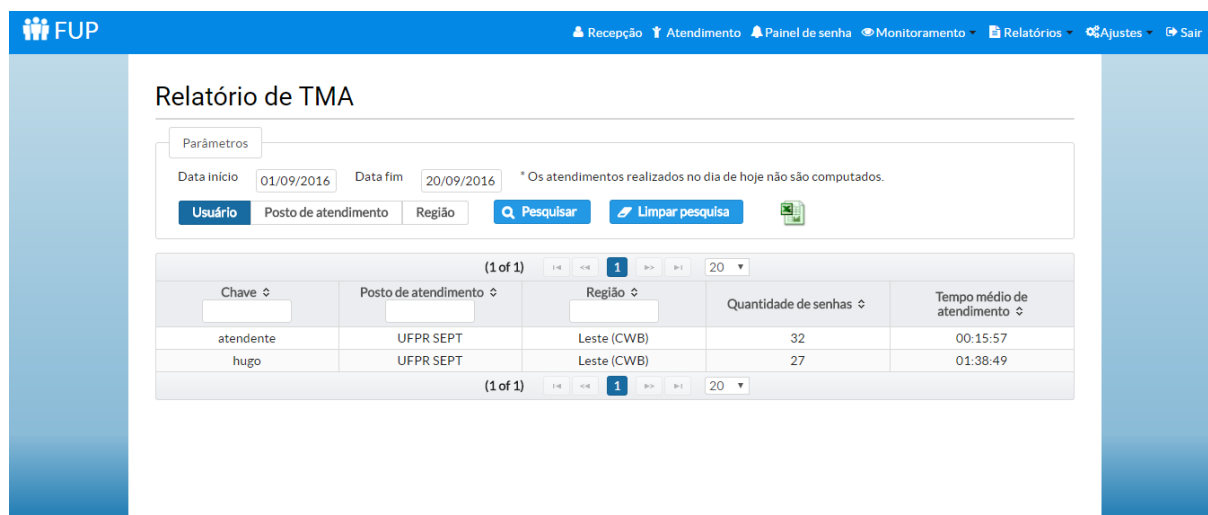 FUP Recepção Atendimento Painel de senha Monitoramento Relatórios Ajustes Sair
Relatório de TMA
Parâmetros
Data início 01/09/2016 Data fim 20/09/2016 * Os atendimentos realizados no dia de hoje não são computados.
Usuário Posto de atendimento Região Pesquisar Limpar pesquisa
(1 of 1) 1 20
Chave Posto de atendimento Região Quantidade de senhas Tempo médio de atendimento
atendente UFPR SEPT Leste (CWB) 32 00:15:57
hugo UFPR SEPT Leste (CWB) 27 01:38:49
(1 of 1) 1 20